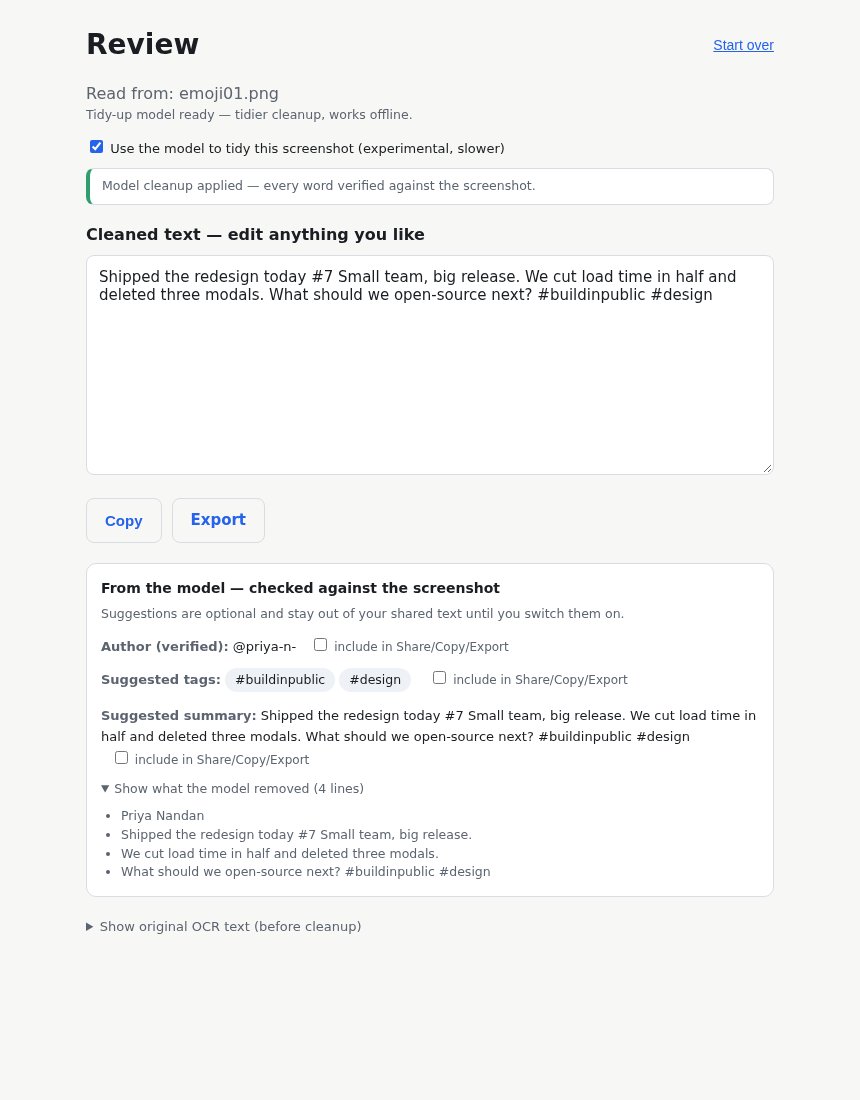 Review
Start over
Read from: emoji01.png
Tidy-up model ready — tidier cleanup, works offline.
Use the model to tidy this screenshot (experimental, slower)
Model cleanup applied — every word verified against the screenshot.
Cleaned text — edit anything you like
Shipped the redesign today #7 Small team, big release. We cut load time in half and
deleted three modals. What should we open-source next? #buildinpublic #design
Copy
Export
From the model — checked against the screenshot
Suggestions are optional and stay out of your shared text until you switch them on.
Author (verified): @priya-n- include in Share/Copy/Export
Suggested tags: #buildinpublic #design include in Share/Copy/Export
Suggested summary: Shipped the redesign today #7 Small team, big release. We cut load time in
half and deleted three modals. What should we open-source next? #buildinpublic #design
include in Share/Copy/Export
Show what the model removed (4 lines)
Priya Nandan
Shipped the redesign today #7 Small team, big release.
We cut load time in half and deleted three modals.
What should we open-source next? #buildinpublic #design
Show original OCR text (before cleanup)